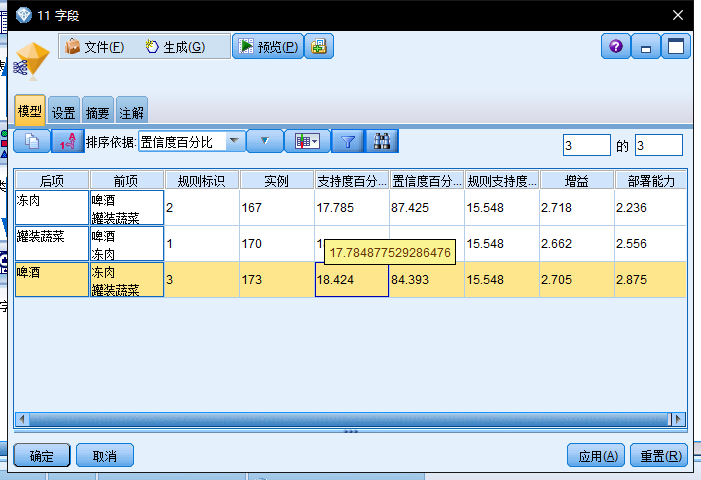 11 字段
文件(F) 生成(G) 预览(P)
模型 设置 摘要 注解
排序依据: 置信度百分比 3 的 3
后项 前项 规则标识 实例 支持度百分... 置信度百分... 规则支持度... 增益 部署能力
冻肉 啤酒 2 167 17.785 87.425 15.548 2.718 2.236
罐装蔬菜
罐装蔬菜 啤酒 1 170 15.548 2.662 2.556
冻肉
17.784877529286476
啤酒 冻肉 3 173 18.424 84.393 15.548 2.705 2.875
罐装蔬菜
确定 取消 应用(A) 重置(R)